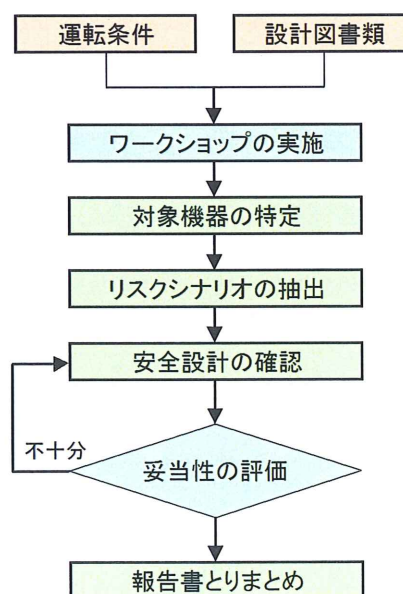 運転条件
設計図書類
ワークショップの実施
対象機器の特定
リスクシナリオの抽出
安全設計の確認
不十分
妥当性の評価
報告書とりまとめ